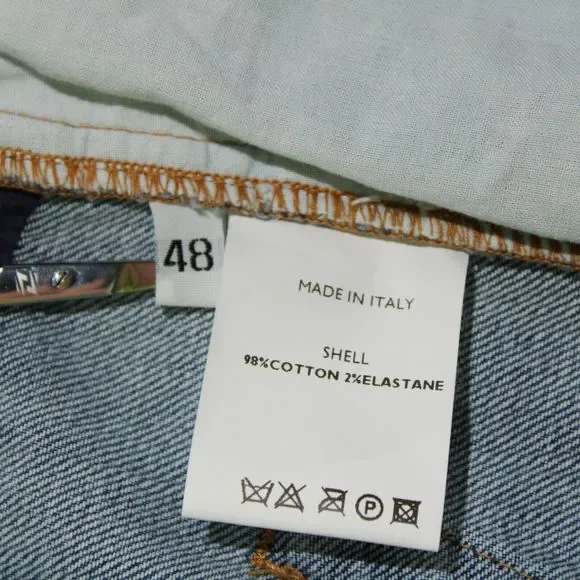 48
MADE IN ITALY
SHELL
98%COTTON 2%ELASTANE
P